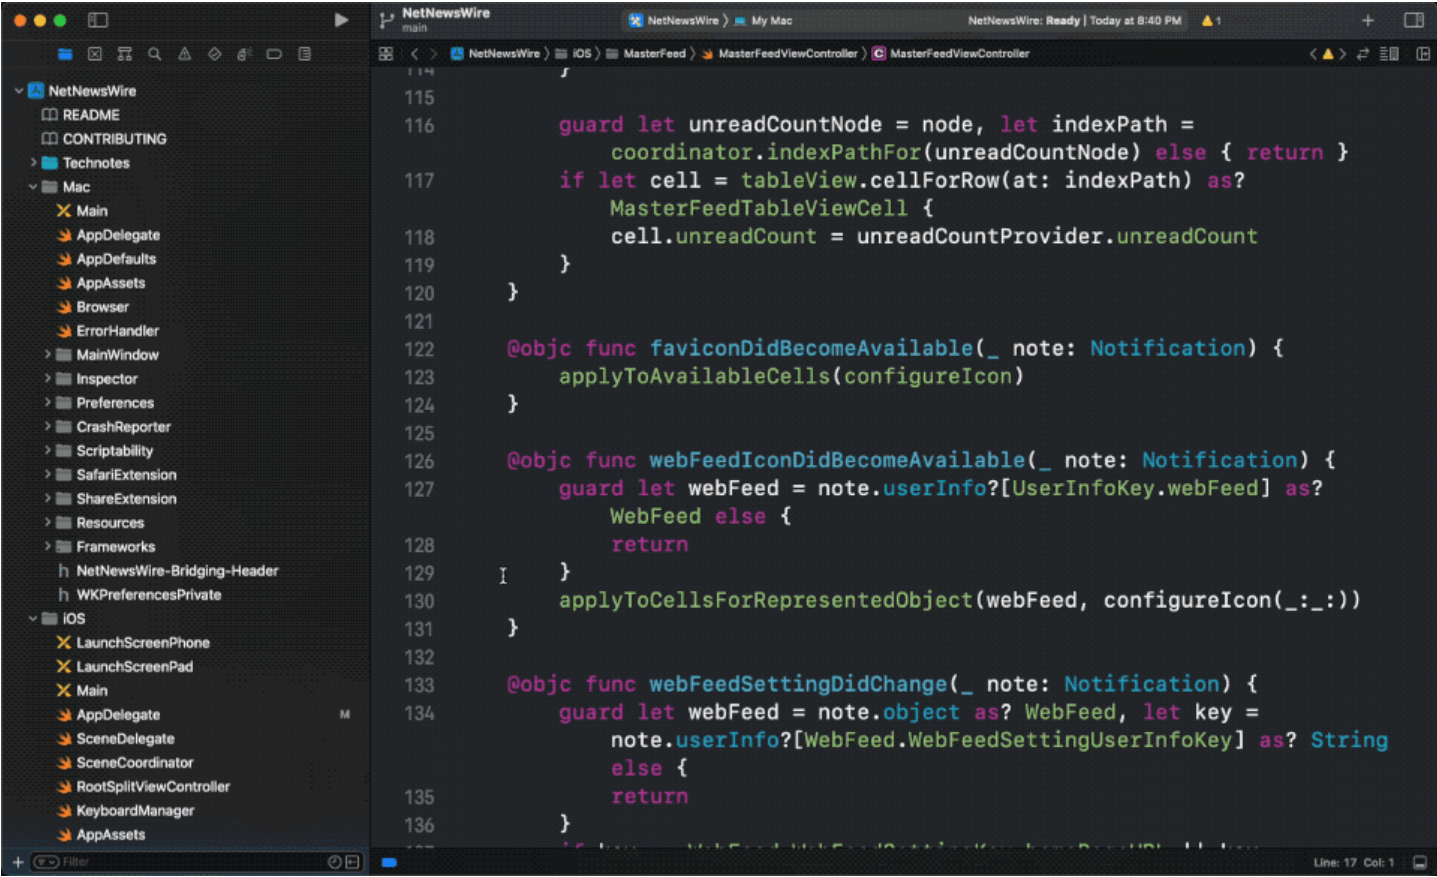 NetNewsWire
main
NetNewsWire 〉 My Mac
NetNewsWire: Ready | Today at 8:40 PM
1
NetNewsWire 〉 iOS 〉 MasterFeed 〉 MasterFeedViewController 〉 C MasterFeedViewController
NetNewsWire
README
CONTRIBUTING
Technotes
Mac
Main
AppDelegate
AppDefaults
AppAssets
Browser
ErrorHandler
MainWindow
Inspector
Preferences
CrashReporter
Scriptability
SafariExtension
ShareExtension
Resources
Frameworks
h NetNewsWire-Bridging-Header
h WKPreferencesPrivate
iOS
LaunchScreenPhone
LaunchScreenPad
Main
AppDelegate M
SceneDelegate
SceneCoordinator
RootSplitViewController
KeyboardManager
AppAssets
Filter
114 }
115
116 guard let unreadCountNode = node, let indexPath =
coordinator.indexPathFor(unreadCountNode) else { return }
117 if let cell = tableView.cellForRow(at: indexPath) as?
MasterFeedTableViewCell {
118 cell.unreadCount = unreadCountProvider.unreadCount
119 }
120 }
121
122 @objc func faviconDidBecomeAvailable(_ note: Notification) {
123 applyToAvailableCells(configureIcon)
124 }
125
126 @objc func webFeedIconDidBecomeAvailable(_ note: Notification) {
127 guard let webFeed = note.userInfo?[UserInfoKey.webFeed] as?
WebFeed else {
128 return
129 }
130 applyToCellsForRepresentedObject(webFeed, configureIcon(_:_:))
131 }
132
133 @objc func webFeedSettingDidChange(_ note: Notification) {
134 guard let webFeed = note.object as? WebFeed, let key =
note.userInfo?[WebFeed.WebFeedSettingUserInfoKey] as? String
else {
135 return
136 }
Line: 17 Col: 1